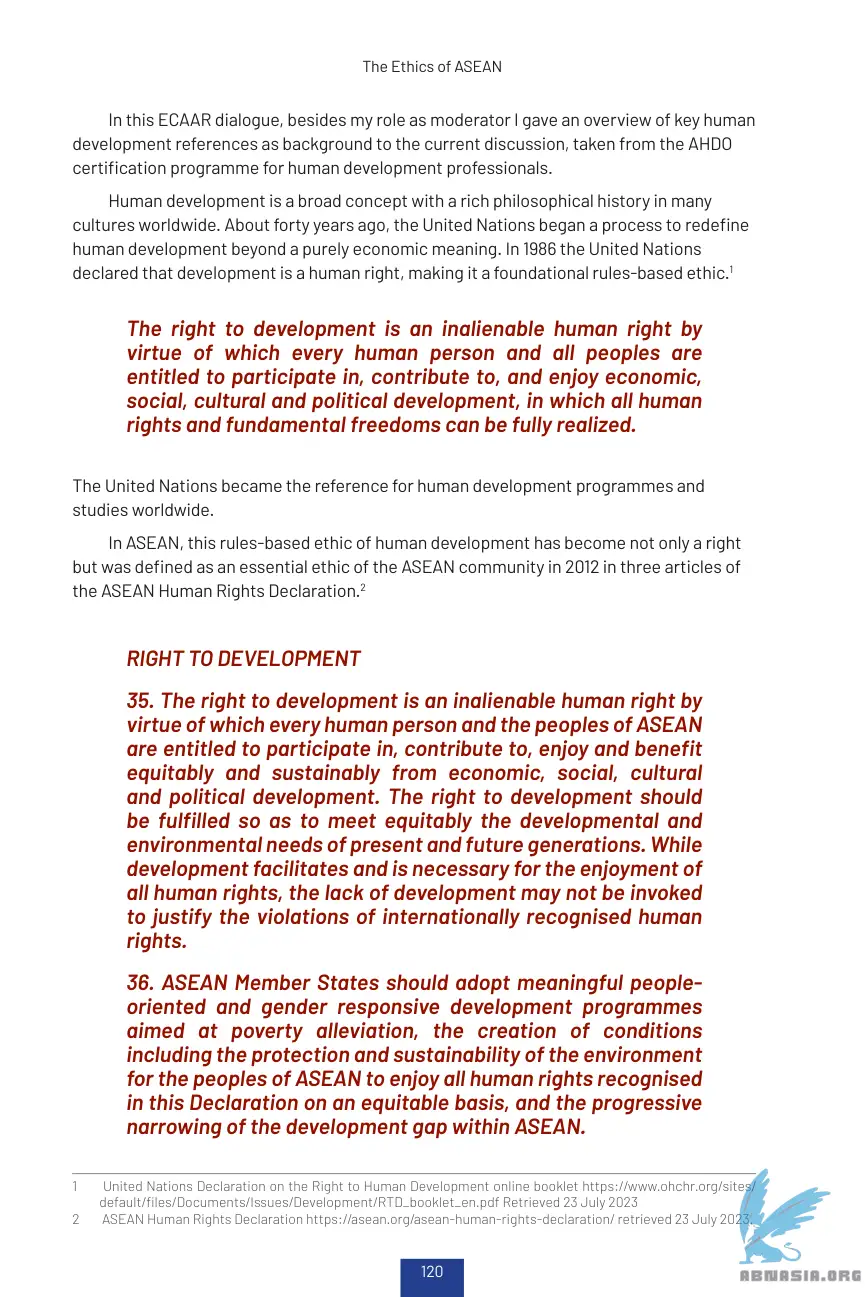 The Ethics of ASEAN
In this ECAAR dialogue, besides my role as moderator I gave an overview of key human
development references as background to the current discussion, taken from the AHDO
certification programme for human development professionals.
Human development is a broad concept with a rich philosophical history in many
cultures worldwide. About forty years ago, the United Nations began a process to redefine
human development beyond a purely economic meaning. In 1986 the United Nations
declared that development is a human right, making it a foundational rules-based ethic.1
The right to development is an inalienable human right by
virtue of which every human person and all peoples are
entitled to participate in, contribute to, and enjoy economic,
social, cultural and political development, in which all human
rights and fundamental freedoms can be fully realized.
The United Nations became the reference for human development programmes and
studies worldwide.
In ASEAN, this rules-based ethic of human development has become not only a right
but was defined as an essential ethic of the ASEAN community in 2012 in three articles of
the ASEAN Human Rights Declaration.2
RIGHT TO DEVELOPMENT
35. The right to development is an inalienable human right by
virtue of which every human person and the peoples of ASEAN
are entitled to participate in, contribute to, enjoy and benefit
equitably and sustainably from economic, social, cultural
and political development. The right to development should
be fulfilled so as to meet equitably the developmental and
environmental needs of present and future generations. While
development facilitates and is necessary for the enjoyment of
all human rights, the lack of development may not be invoked
to justify the violations of internationally recognised human
rights.
36. ASEAN Member States should adopt meaningful people-
oriented and gender responsive development programmes
aimed at poverty alleviation, the creation of conditions
including the protection and sustainability of the environment
for the peoples of ASEAN to enjoy all human rights recognised
in this Declaration on an equitable basis, and the progressive
narrowing of the development gap within ASEAN.
1 United Nations Declaration on the Right to Human Development online booklet https://www.ohchr.org/sites/
default/files/Documents/Issues/Development/RTD_booklet_en.pdf Retrieved 23 July 2023
2 ASEAN Human Rights Declaration https://asean.org/asean-human-rights-declaration/ retrieved 23 July 2023.
120
ABNASIA.ORG